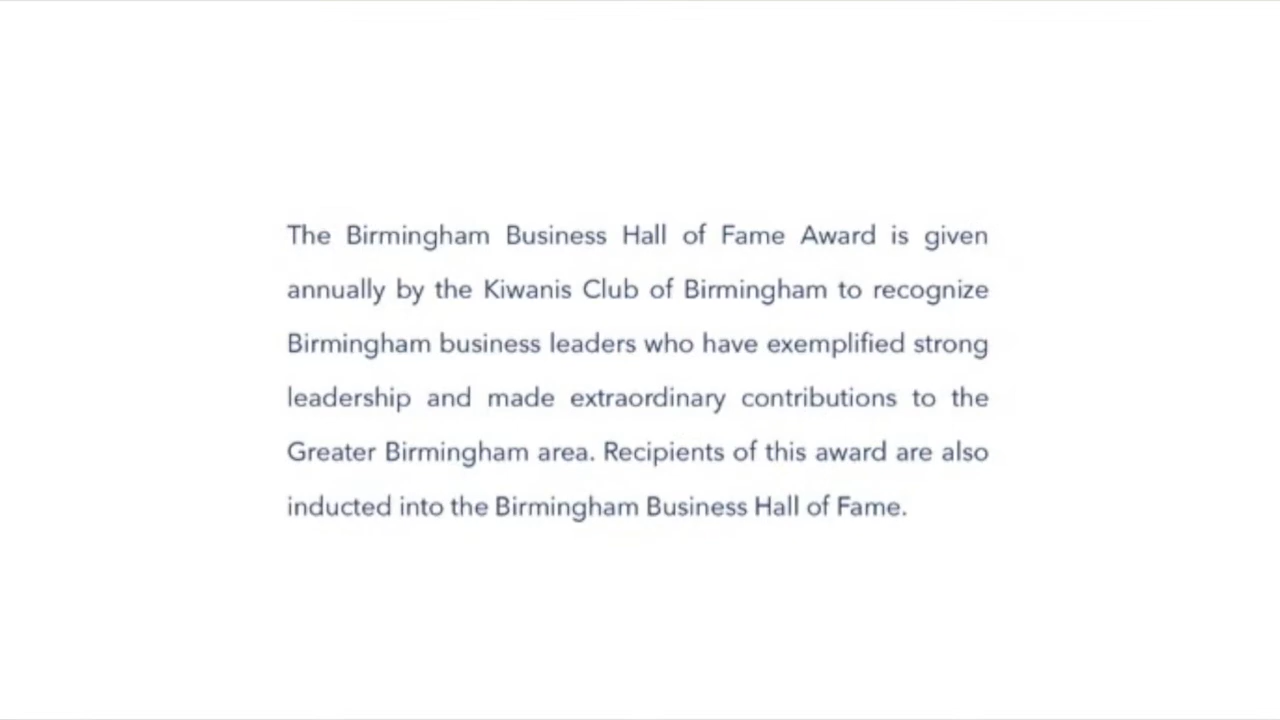 The Birmingham Business Hall of Fame Award is given
annually by the Kiwanis Club of Birmingham to recognize
Birmingham business leaders who have exemplified strong
leadership and made extraordinary contributions to the
Greater Birmingham area. Recipients of this award are also
inducted into the Birmingham Business Hall of Fame.